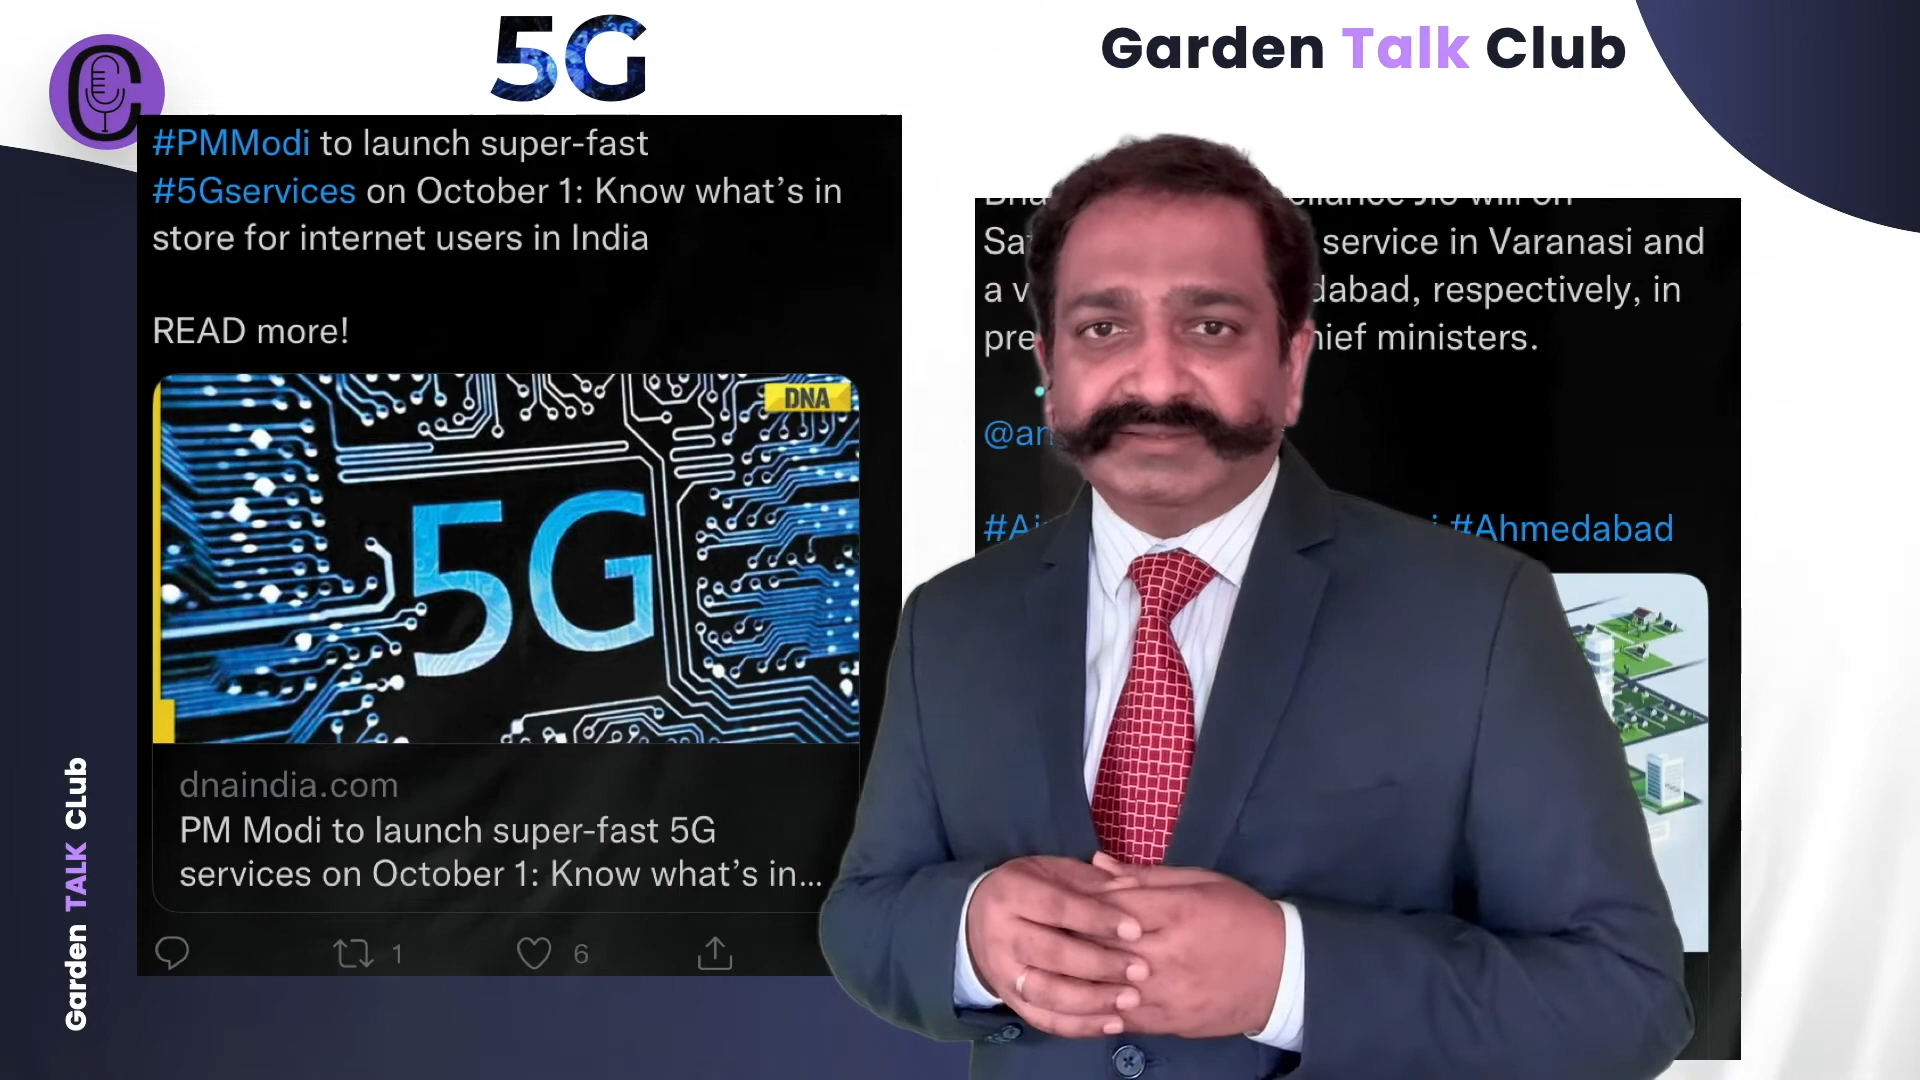 5G
Garden Talk Club
#PMModi to launch super-fast
#5Gservices on October 1: Know what's in
store for internet users in India
READ more!
DNA
5G
dnaindia.com
PM Modi to launch super-fast 5G
services on October 1: Know what's in...
1
6
will on
service in Varanasi and
a
respectively, in
ministers.
#Ahmedabad
Garden TALK CLub